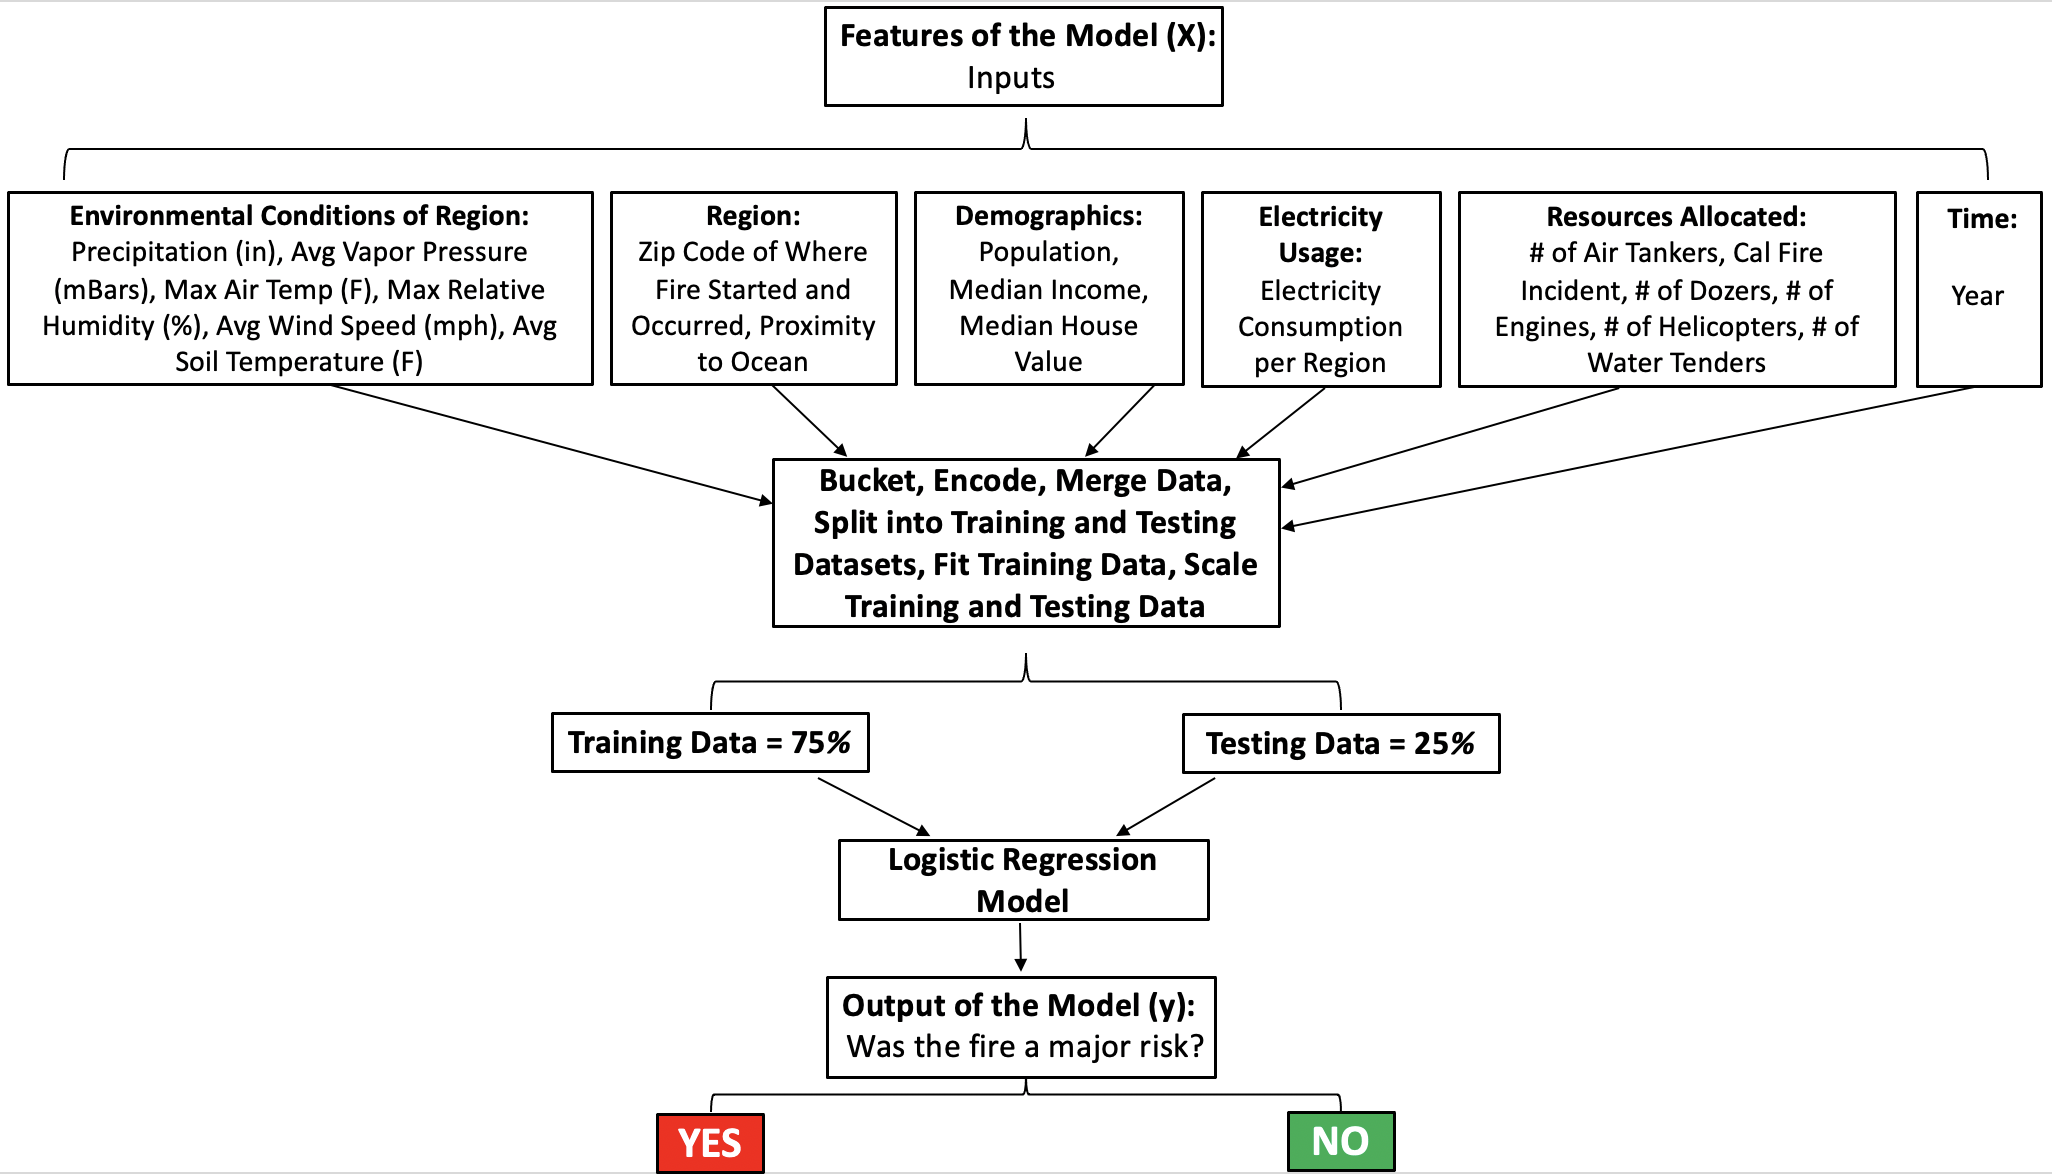 Features of the Model (X):
Inputs
Environmental Conditions of Region:
Precipitation (in), Avg Vapor Pressure
(mBars), Max Air Temp (F), Max Relative
Humidity (%), Avg Wind Speed (mph), Avg
Soil Temperature (F)
Region:
Zip Code of Where
Fire Started and
Occurred, Proximity
to Ocean
Demographics:
Population,
Median Income,
Median House
Value
Electricity
Usage:
Electricity
Consumption
per Region
Resources Allocated:
# of Air Tankers, Cal Fire
Incident, # of Dozers, # of
Engines, # of Helicopters, # of
Water Tenders
Time:
Year
Bucket, Encode, Merge Data,
Split into Training and Testing
Datasets, Fit Training Data, Scale
Training and Testing Data
Training Data = 75%
Testing Data = 25%
Logistic Regression
Model
Output of the Model (y):
Was the fire a major risk?
YES
NO